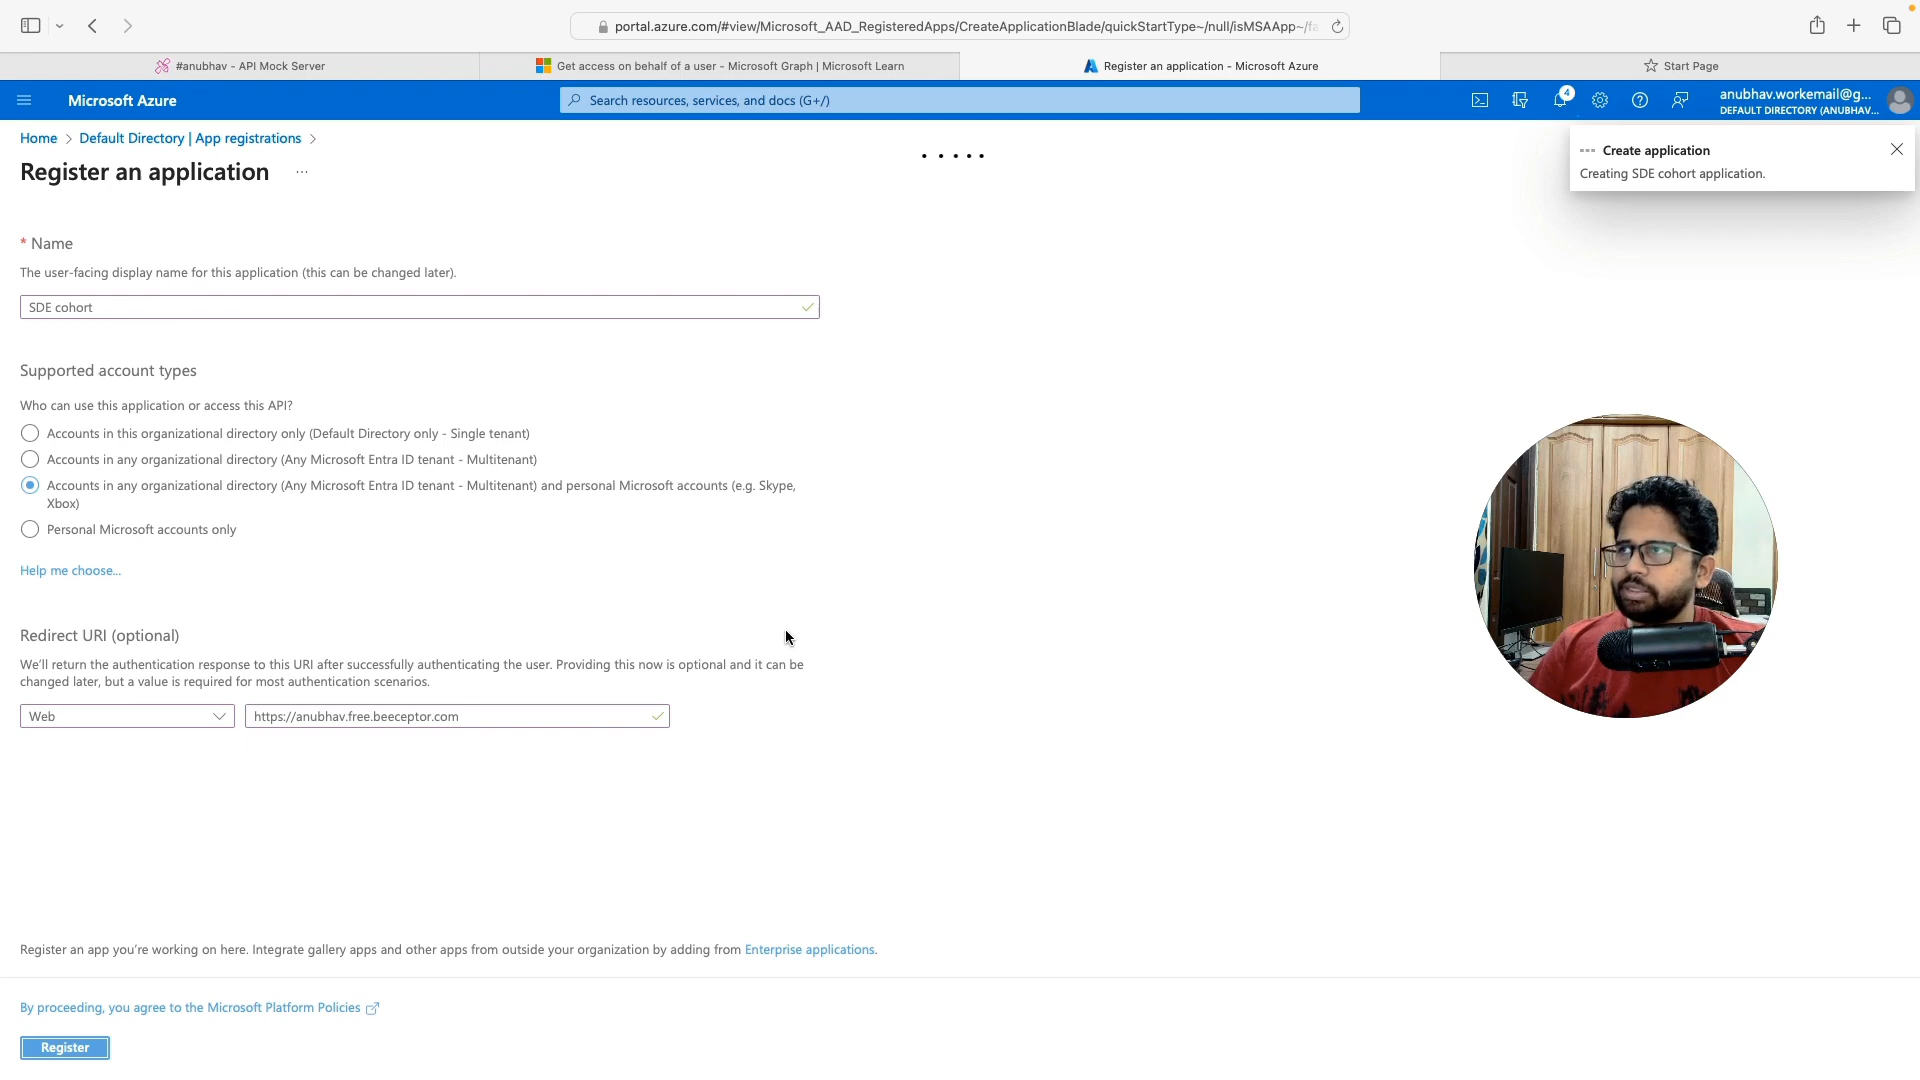 portal.azure.com/#view/Microsoft_AAD_RegisteredApps/CreateApplicationBlade/quickStartType~/null/isMSAApp~/fa
#anubhav - API Mock Server
Get access on behalf of a user - Microsoft Graph | Microsoft Learn
Register an application - Microsoft Azure
Start Page
Microsoft Azure
Search resources, services, and docs (G+/)
4
anubhav.workemail@g...
DEFAULT DIRECTORY (ANUBHAV...
Home > Default Directory | App registrations >
Register an application ...
Create application
Creating SDE cohort application.
* Name
The user-facing display name for this application (this can be changed later).
SDE cohort
Supported account types
Who can use this application or access this API?
Accounts in this organizational directory only (Default Directory only - Single tenant)
Accounts in any organizational directory (Any Microsoft Entra ID tenant - Multitenant)
Accounts in any organizational directory (Any Microsoft Entra ID tenant - Multitenant) and personal Microsoft accounts (e.g. Skype,
Xbox)
Personal Microsoft accounts only
Help me choose...
Redirect URI (optional)
We'll return the authentication response to this URI after successfully authenticating the user. Providing this now is optional and it can be
changed later, but a value is required for most authentication scenarios.
Web
https://anubhav.free.beeceptor.com
Register an app you're working on here. Integrate gallery apps and other apps from outside your organization by adding from Enterprise applications.
By proceeding, you agree to the Microsoft Platform Policies
Register